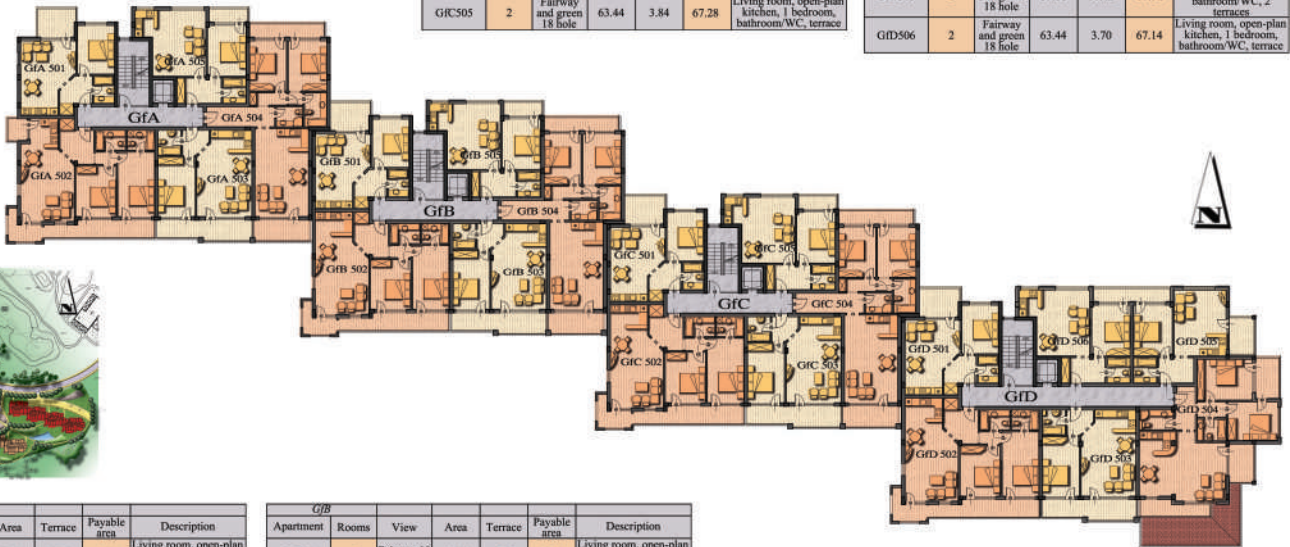 GfC505 2 Fairway and green 18 hole 63.44 3.84 67.28 Living room, open-plan kitchen, 1 bedroom, bathroom/WC, terrace
18 hole bathroom/WC, 2 terraces
GfD506 2 Fairway and green 18 hole 63.44 3.70 67.14 Living room, open-plan kitchen, 1 bedroom, bathroom/WC, terrace
GfA 501
GfA 505
GfA
GfA 504
GfA 502
GfA 503
GfB 501
GfB 505
GfB
GfB 504
GfB 502
GfB 503
N
GfC 501
GfC 505
GfC
GfC 504
GfC 502
GfC 503
GfD 501
GfD 506
GfD 505
GfD
GfD 504
GfD 502
GfD 503
N
Area Terrace Payable area Description
Living room, open-plan
GfB
Apartment Rooms View Area Terrace Payable area Description
Living room, open-plan